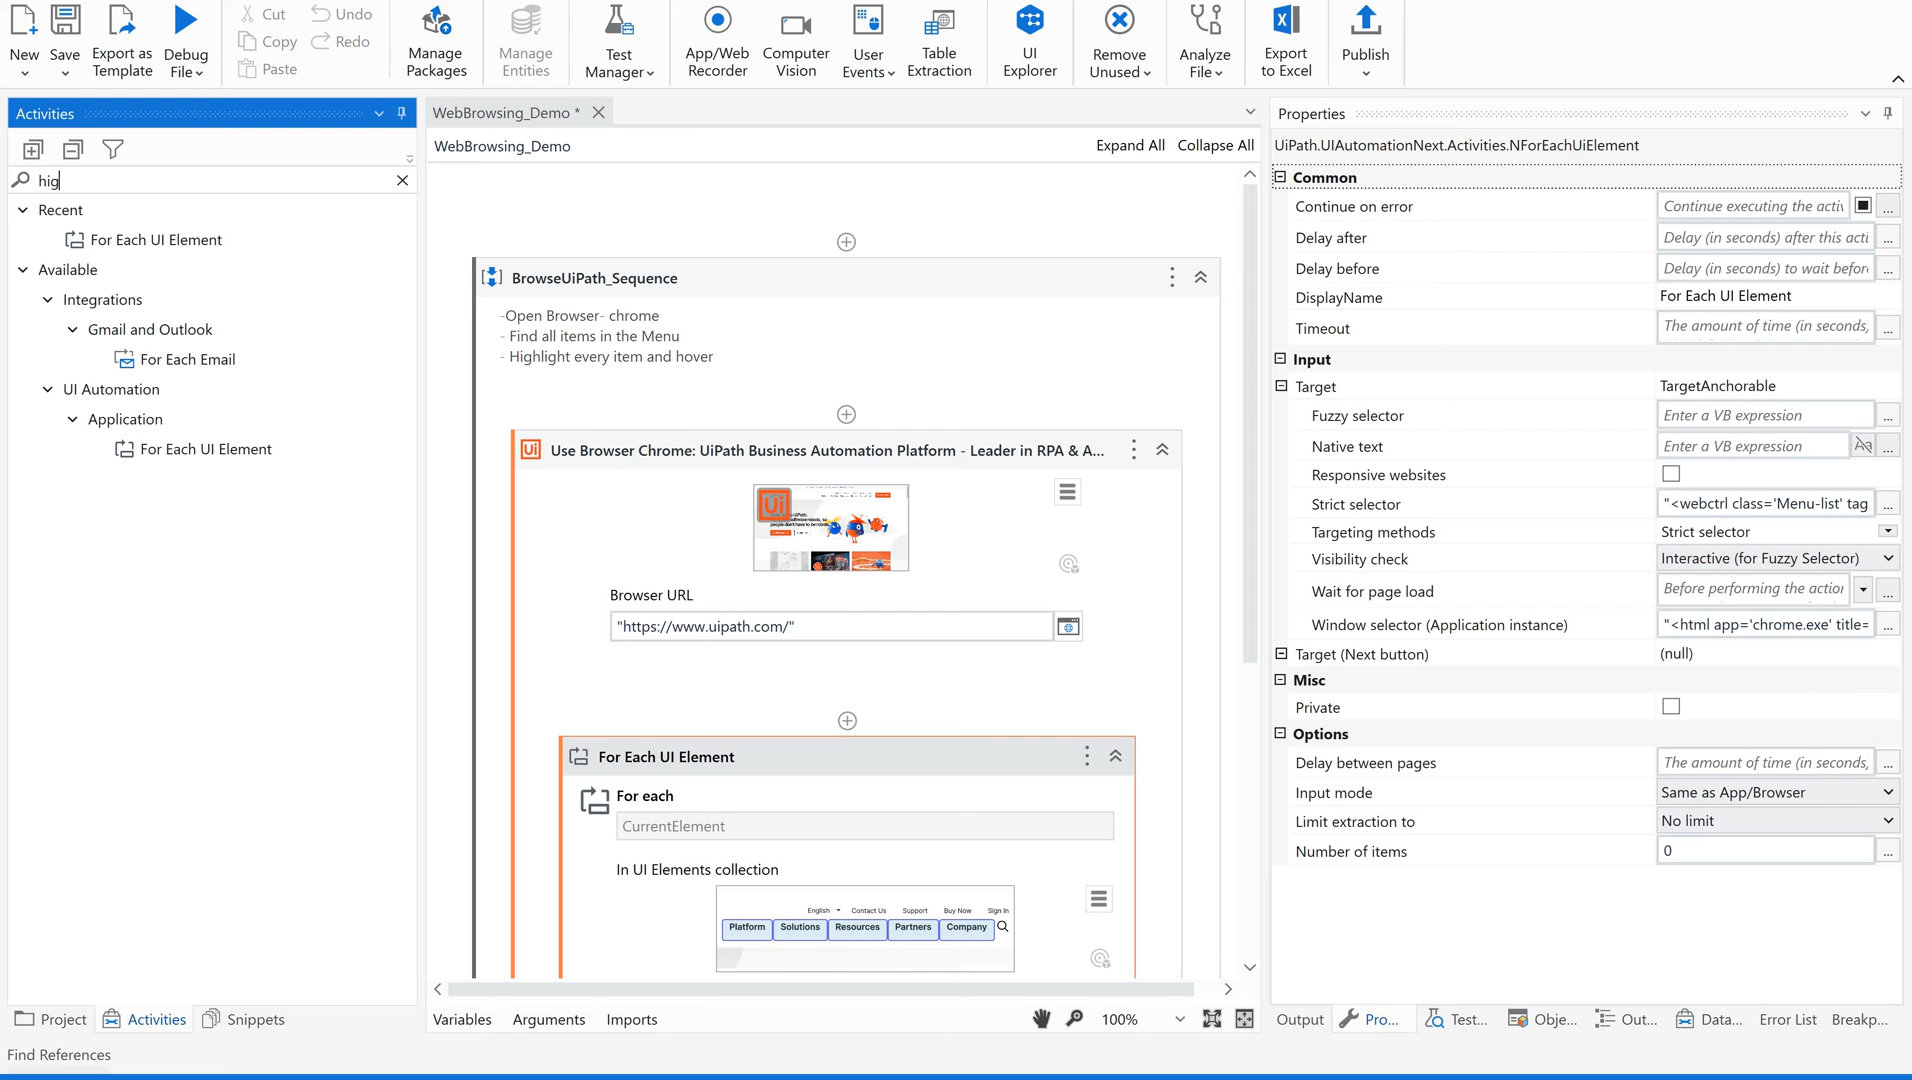 New
Save
Export as
Template
Debug
File
Cut
Copy
Paste
Undo
Redo
Manage
Packages
Manage
Entities
Test
Manager
App/Web
Recorder
Computer
Vision
User
Events
Table
Extraction
UI
Explorer
Remove
Unused
Analyze
File
Export
to Excel
Publish
Activities
hig
Recent
For Each UI Element
Available
Integrations
Gmail and Outlook
For Each Email
UI Automation
Application
For Each UI Element
Project
Activities
Snippets
Find References
WebBrowsing_Demo *
WebBrowsing_Demo
Expand All
Collapse All
BrowseUiPath_Sequence
-Open Browser- chrome
- Find all items in the Menu
- Highlight every item and hover
Use Browser Chrome: UiPath Business Automation Platform - Leader in RPA & A...
Browser URL
"https://www.uipath.com/"
For Each UI Element
For each
CurrentElement
In UI Elements collection
English Contact Us Support Buy Now Sign In
Platform Solutions Resources Partners Company
Variables
Arguments
Imports
100%
Properties
UiPath.UIAutomationNext.Activities.NForEachUiElement
Common
Continue on error Continue executing the activ ...
Delay after Delay (in seconds) after this acti ...
Delay before Delay (in seconds) to wait befor ...
DisplayName For Each UI Element
Timeout The amount of time (in seconds, ...
Input
Target TargetAnchorable
Fuzzy selector Enter a VB expression ...
Native text Enter a VB expression ...
Responsive websites
Strict selector "<webctrl class='Menu-list' tag ...
Targeting methods Strict selector
Visibility check Interactive (for Fuzzy Selector)
Wait for page load Before performing the action ...
Window selector (Application instance) "<html app='chrome.exe' title= ...
Target (Next button) (null)
Misc
Private
Options
Delay between pages The amount of time (in seconds, ...
Input mode Same as App/Browser
Limit extraction to No limit
Number of items 0 ...
Output
Pro...
Test...
Obje...
Out...
Data...
Error List
Breakp...